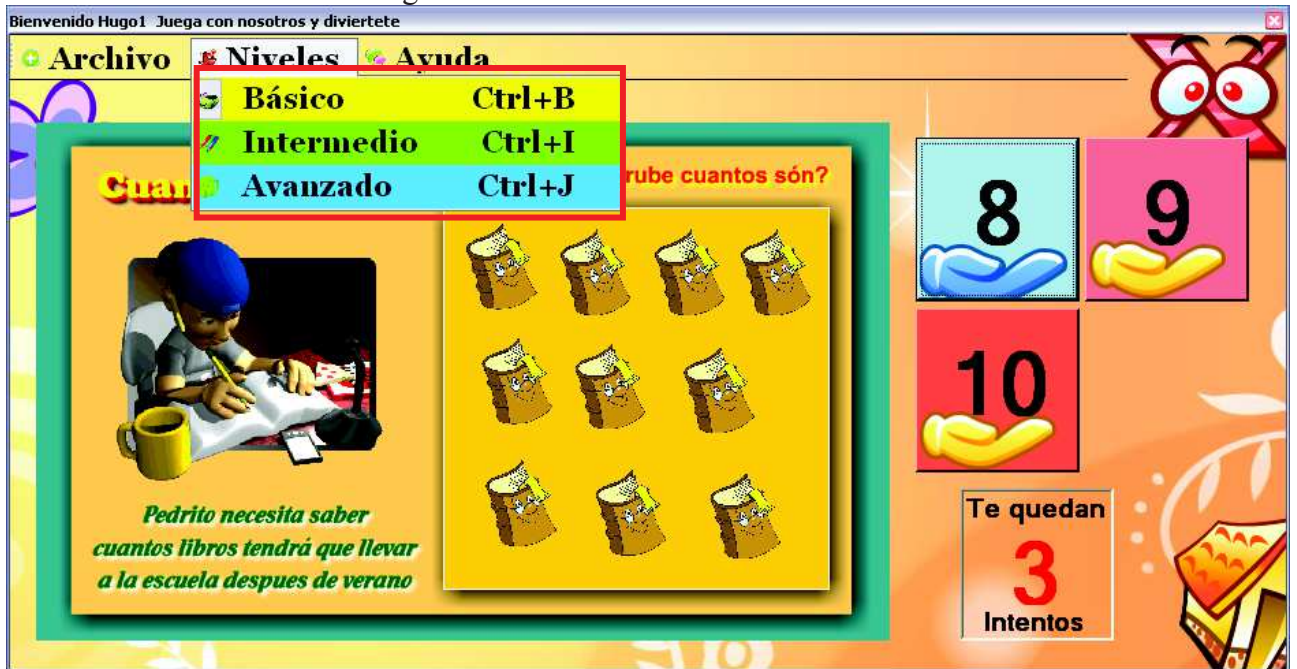 Bienvenido Hugo1 Juega con nosotros y diviertete
Archivo Niveles Ayuda
Básico Ctrl+B
Intermedio Ctrl+I
Avanzado Ctrl+J
cuantos són?
8
9
10
Pedrito necesita saber
cuantos libros tendrá que llevar
a la escuela despues de verano
Te quedan
3
Intentos